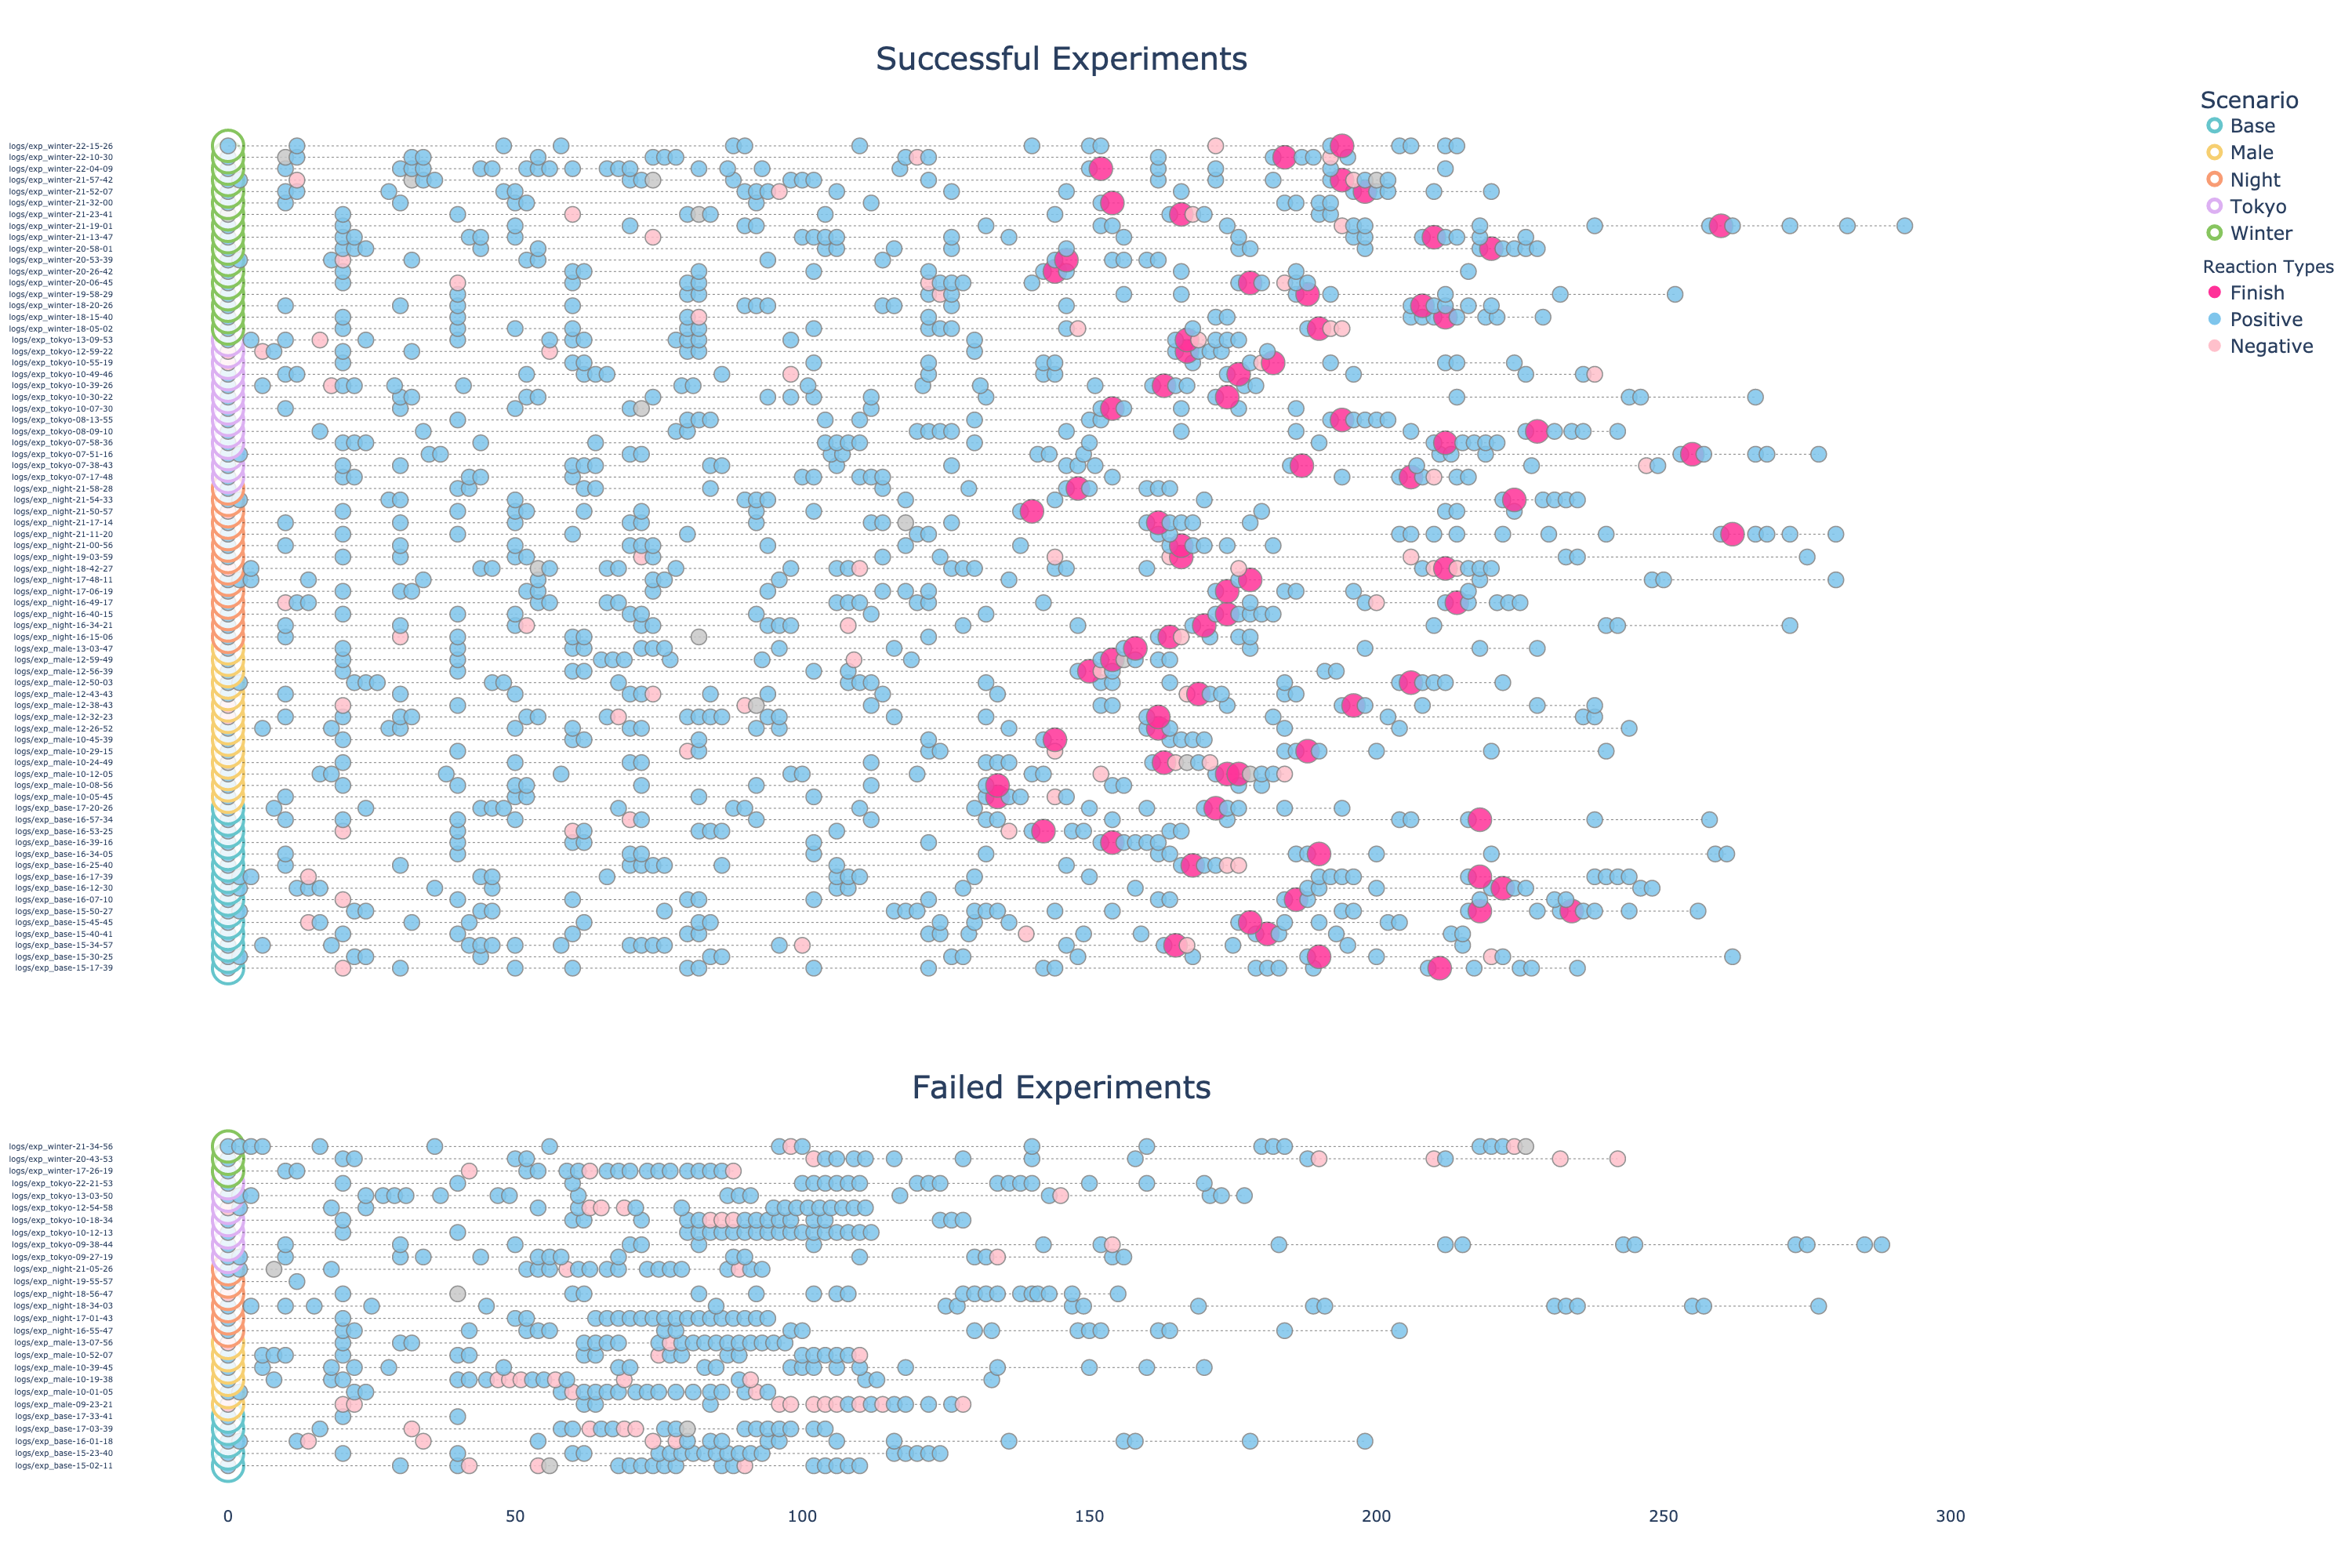 Successful Experiments
Scenario
Base
Male
Night
Tokyo
Winter
Reaction Types
Finish
Positive
Negative
logs/exp_winter-22-15-26
logs/exp_winter-22-10-30
logs/exp_winter-22-04-09
logs/exp_winter-21-57-42
logs/exp_winter-21-52-07
logs/exp_winter-21-32-00
logs/exp_winter-21-23-41
logs/exp_winter-21-19-01
logs/exp_winter-21-13-47
logs/exp_winter-20-58-01
logs/exp_winter-20-53-39
logs/exp_winter-20-26-42
logs/exp_winter-20-06-45
logs/exp_winter-19-58-29
logs/exp_winter-18-20-26
logs/exp_winter-18-15-40
logs/exp_winter-18-05-02
logs/exp_tokyo-13-09-53
logs/exp_tokyo-12-59-22
logs/exp_tokyo-10-55-19
logs/exp_tokyo-10-49-46
logs/exp_tokyo-10-39-26
logs/exp_tokyo-10-30-22
logs/exp_tokyo-10-07-30
logs/exp_tokyo-08-13-55
logs/exp_tokyo-08-09-10
logs/exp_tokyo-07-58-36
logs/exp_tokyo-07-51-16
logs/exp_tokyo-07-38-43
logs/exp_tokyo-07-17-48
logs/exp_night-21-58-28
logs/exp_night-21-54-33
logs/exp_night-21-50-57
logs/exp_night-21-17-14
logs/exp_night-21-11-20
logs/exp_night-21-00-56
logs/exp_night-19-03-59
logs/exp_night-18-42-27
logs/exp_night-17-48-11
logs/exp_night-17-06-19
logs/exp_night-16-49-17
logs/exp_night-16-40-15
logs/exp_night-16-34-21
logs/exp_night-16-15-06
logs/exp_male-13-03-47
logs/exp_male-12-59-49
logs/exp_male-12-56-39
logs/exp_male-12-50-03
logs/exp_male-12-43-43
logs/exp_male-12-38-43
logs/exp_male-12-32-23
logs/exp_male-12-26-52
logs/exp_male-10-45-39
logs/exp_male-10-29-15
logs/exp_male-10-24-49
logs/exp_male-10-12-05
logs/exp_male-10-08-56
logs/exp_male-10-05-45
logs/exp_base-17-20-26
logs/exp_base-16-57-34
logs/exp_base-16-53-25
logs/exp_base-16-39-16
logs/exp_base-16-34-05
logs/exp_base-16-25-40
logs/exp_base-16-17-39
logs/exp_base-16-12-30
logs/exp_base-16-07-10
logs/exp_base-15-50-27
logs/exp_base-15-45-45
logs/exp_base-15-40-41
logs/exp_base-15-34-57
logs/exp_base-15-30-25
logs/exp_base-15-17-39
Failed Experiments
logs/exp_winter-21-34-56
logs/exp_winter-20-43-53
logs/exp_winter-17-26-19
logs/exp_tokyo-22-21-53
logs/exp_tokyo-13-03-50
logs/exp_tokyo-12-54-58
logs/exp_tokyo-10-18-34
logs/exp_tokyo-10-12-13
logs/exp_tokyo-09-38-44
logs/exp_tokyo-09-27-19
logs/exp_night-21-05-26
logs/exp_night-19-55-57
logs/exp_night-18-56-47
logs/exp_night-18-34-03
logs/exp_night-17-01-43
logs/exp_night-16-55-47
logs/exp_male-13-07-56
logs/exp_male-10-52-07
logs/exp_male-10-39-45
logs/exp_male-10-19-38
logs/exp_male-10-01-05
logs/exp_male-09-23-21
logs/exp_base-17-33-41
logs/exp_base-17-03-39
logs/exp_base-16-01-18
logs/exp_base-15-23-40
logs/exp_base-15-02-11
0 50 100 150 200 250 300